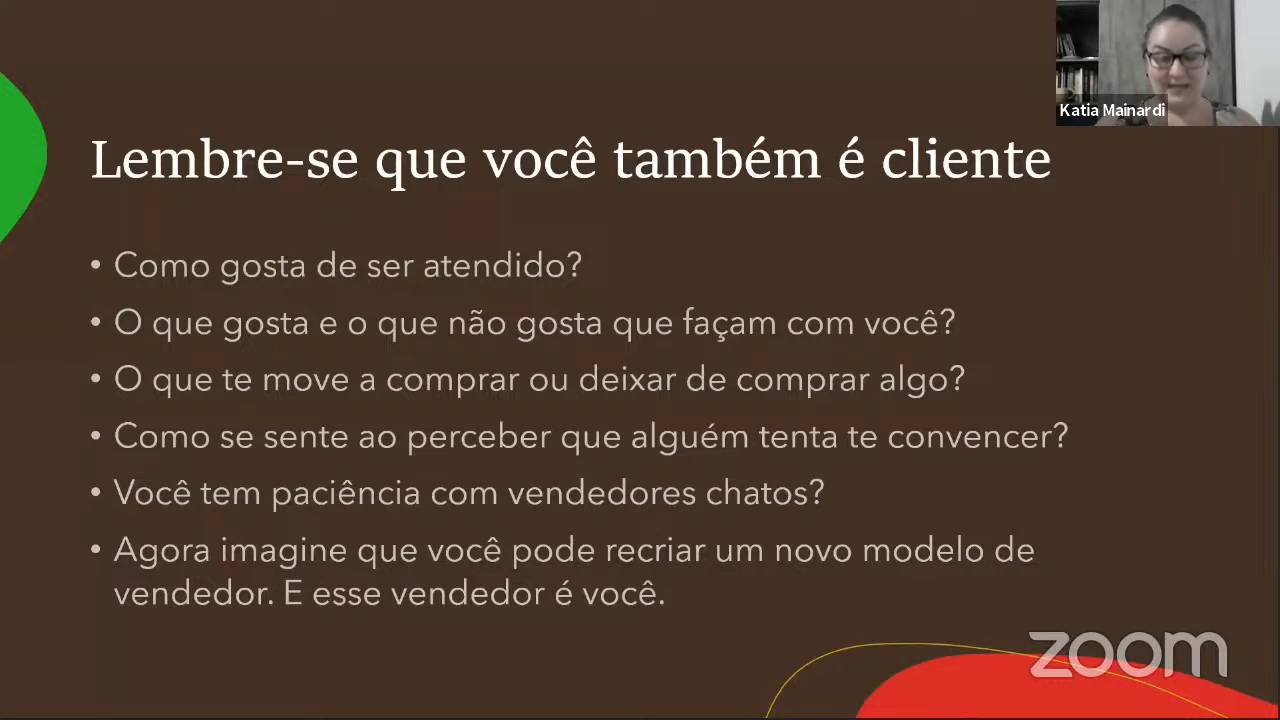 Katia Mainardi
Lembre-se que você também é cliente
• Como gosta de ser atendido?
• O que gosta e o que não gosta que façam com você?
• O que te move a comprar ou deixar de comprar algo?
• Como se sente ao perceber que alguém tenta te convencer?
• Você tem paciência com vendedores chatos?
• Agora imagine que você pode recriar um novo modelo de
vendedor. E esse vendedor é você.
zoom